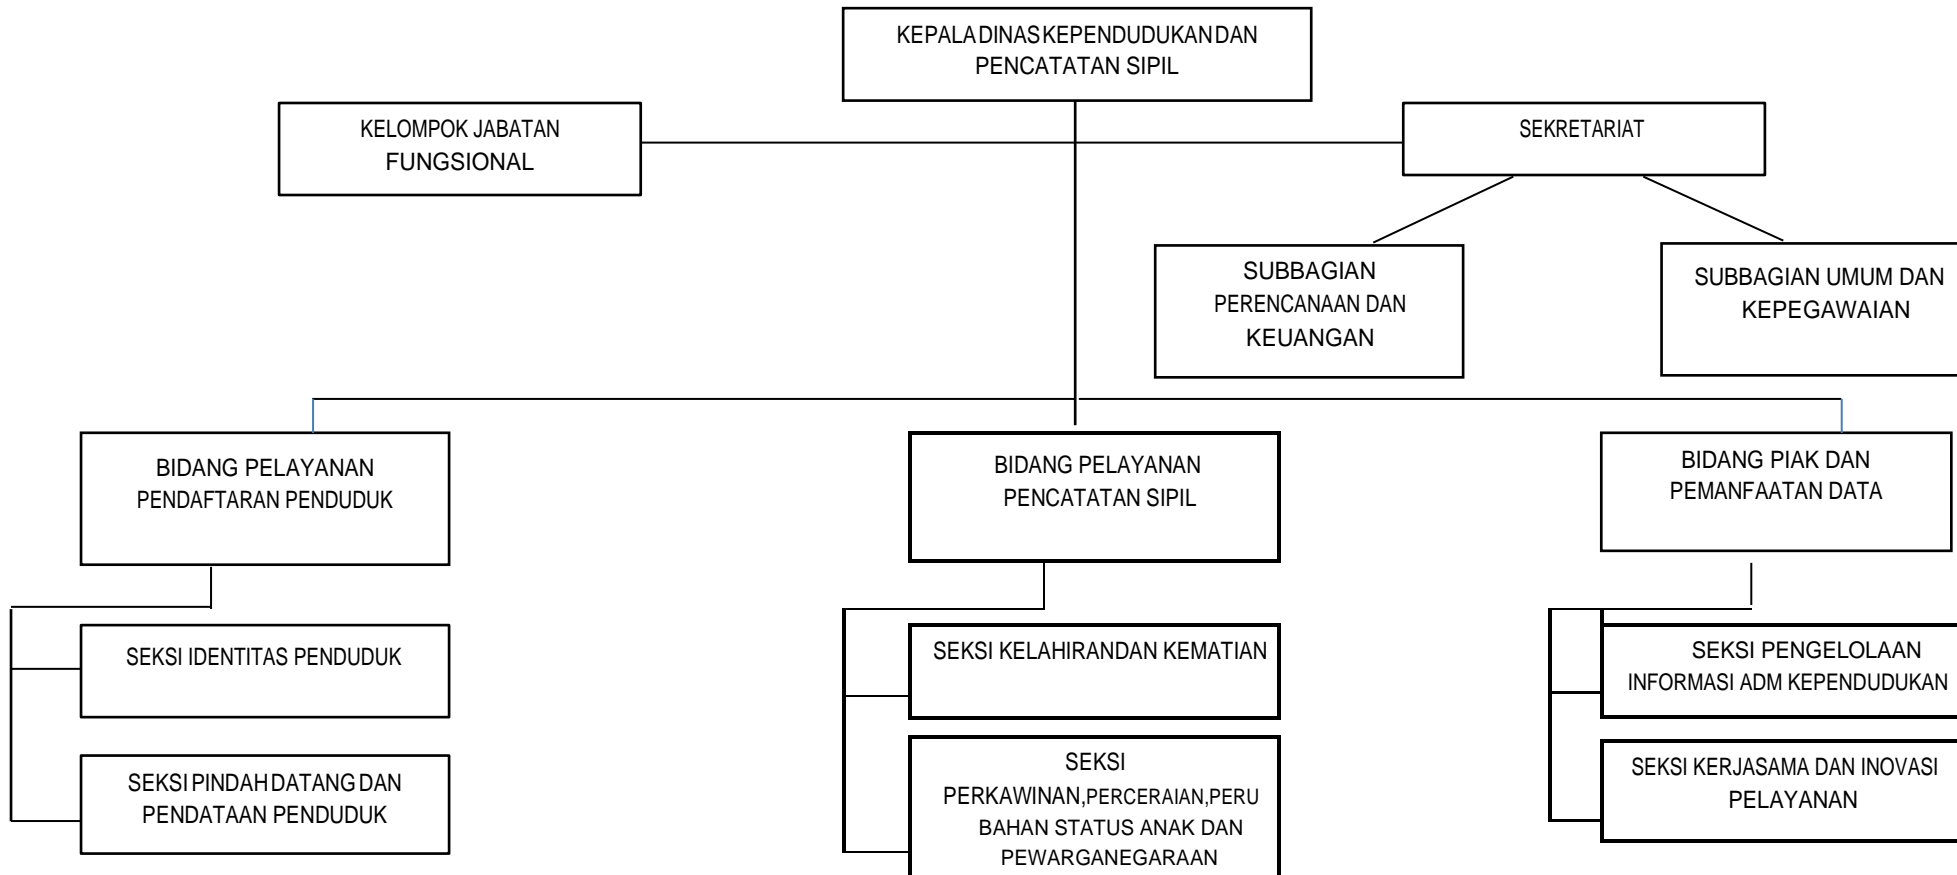 KEPALA DINAS KEPENDUDUKAN DAN
PENCATATAN SIPIL
KELOMPOK JABATAN
FUNGSIONAL
SEKRETARIAT
SUBBAGIAN
PERENCANAAN DAN
KEUANGAN
SUBBAGIAN UMUM DAN
KEPEGAWAIAN
BIDANG PELAYANAN
PENDAFTARAN PENDUDUK
BIDANG PELAYANAN
PENCATATAN SIPIL
BIDANG PIAK DAN
PEMANFAATAN DATA
SEKSI IDENTITAS PENDUDUK
SEKSI KELAHIRANDAN KEMATIAN
SEKSI PENGELOLAAN
INFORMASI ADM KEPENDUDUKAN
SEKSI PINDAH DATANG DAN
PENDATAAN PENDUDUK
SEKSI
PERKAWINAN,PERCERAIAN,PERU
BAHAN STATUS ANAK DAN
PEWARGANEGARAAN
SEKSI KERJASAMA DAN INOVASI
PELAYANAN